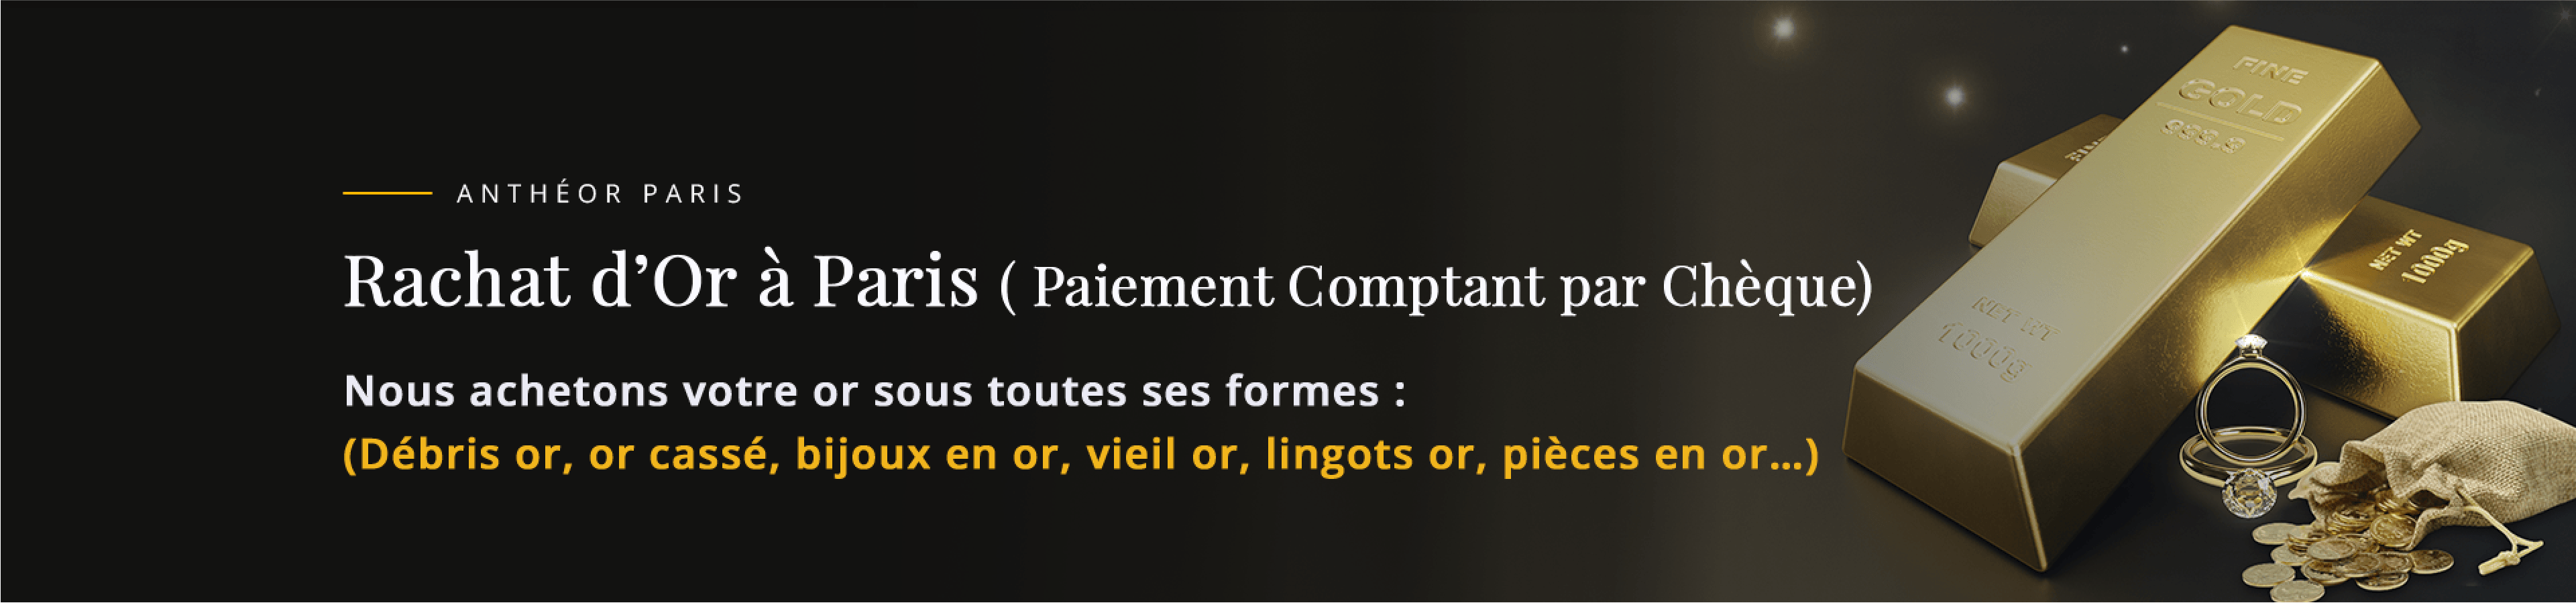 ANTHÉOR PARIS
Rachat d’Or à Paris ( Paiement Comptant par Chèque)
Nous achetons votre or sous toutes ses formes :
(Débris or, or cassé, bijoux en or, vieil or, lingots or, pièces en or...)
FINE
GOLD
999.9
NET WT
1000g
FINE
NET WT
1000g